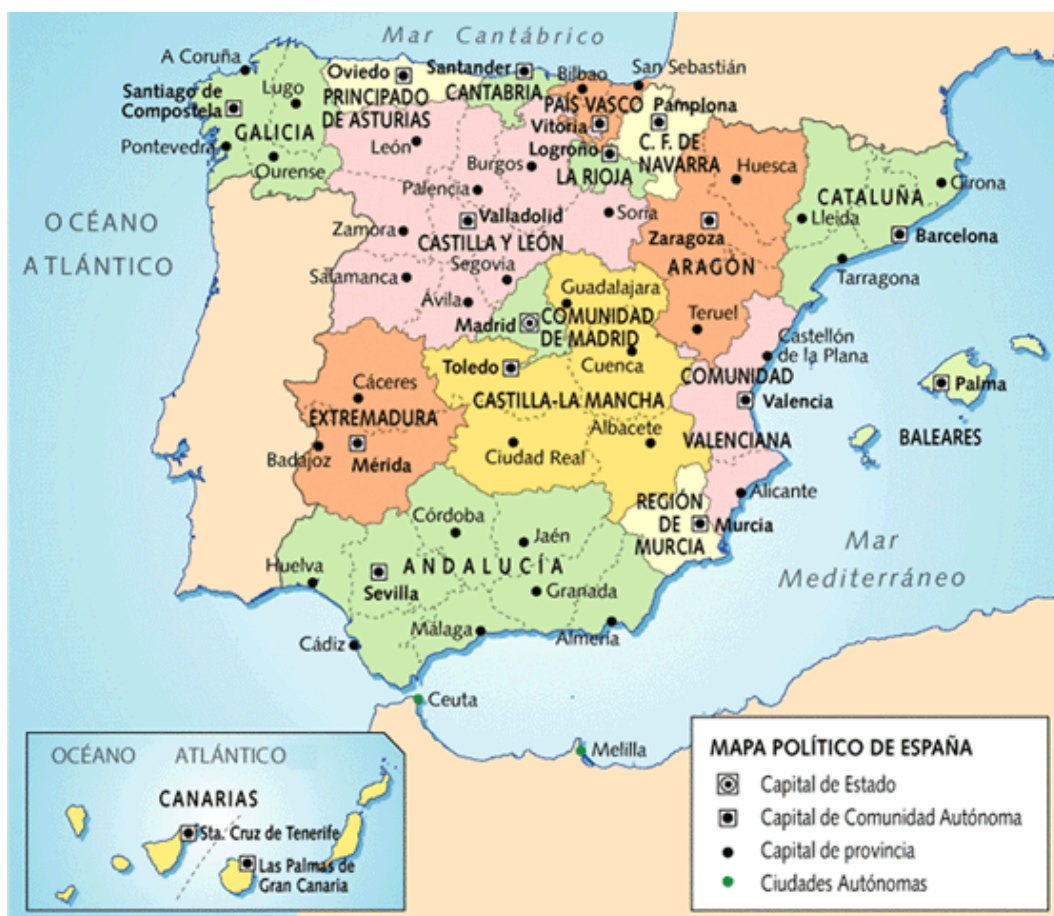 Mar Cantábrico
A Coruña
Oviedo
Santander
Bilbao
San Sebastián
Santiago de
Compostela
Lugo
PRINCIPADO
DE ASTURIAS
CANTABRIA
PAÍS VASCO
Pamplona
Vitoria
GALICIA
C. F. DE
NAVARRA
Pontevedra
León
Logroño
Ourense
Burgos
LA RIOJA
Huesca
Palencia
CATALUÑA
Girona
OCÉANO
ATLÁNTICO
Zamora
Valladolid
Soria
Lleida
CASTILLA Y LEÓN
Zaragoza
Barcelona
Segovia
ARAGÓN
Salamanca
Tarragona
Ávila
Guadalajara
Madrid
COMUNIDAD
DE MADRID
Teruel
Castellón
de la Plana
Toledo
Cuenca
Cáceres
CASTILLA-LA MANCHA
COMUNIDAD
VALENCIANA
Valencia
Palma
EXTREMADURA
Albacete
BALEARES
Badajoz
Mérida
Ciudad Real
Alicante
REGIÓN
DE
MURCIA
Murcia
Córdoba
Jaén
Mar
Mediterráneo
Huelva
ANDALUCÍA
Sevilla
Granada
Cádiz
Málaga
Almería
Ceuta
Melilla
OCÉANO ATLÁNTICO
CANARIAS
Sta. Cruz de Tenerife
Las Palmas de
Gran Canaria
MAPA POLÍTICO DE ESPAÑA
Capital de Estado
Capital de Comunidad Autónoma
Capital de provincia
Ciudades Autónomas